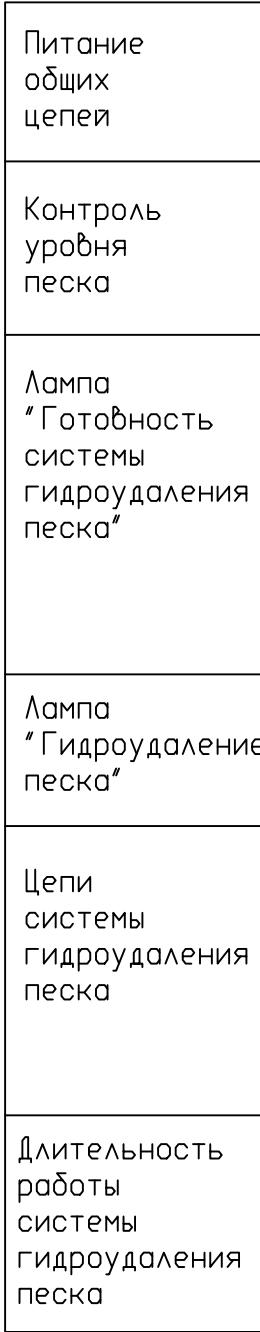 Питание
общих
цепей
Контроль
уровня
песка
Лампа
"Готовность
системы
гидроудаления
песка"
Лампа
"Гидроудаление
песка"
Цепи
системы
гидроудаления
песка
Длительность
работы
системы
гидроудаления
песка